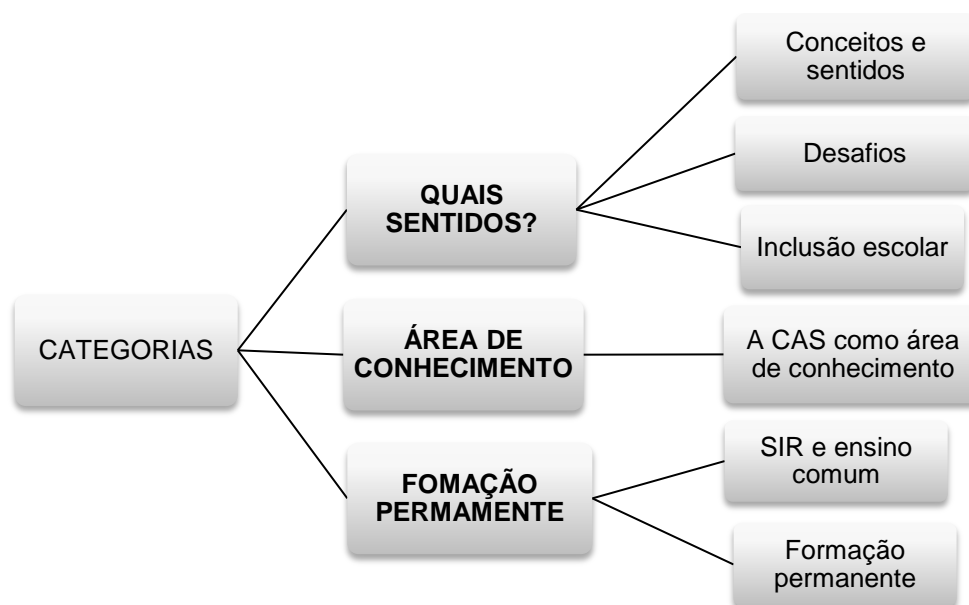 CATEGORIAS
QUAIS
SENTIDOS?
Conceitos e
sentidos
Desafios
Inclusão escolar
ÁREA DE
CONHECIMENTO
A CAS como área
de conhecimento
FOMAÇÃO
PERMAMENTE
SIR e ensino
comum
Formação
permanente